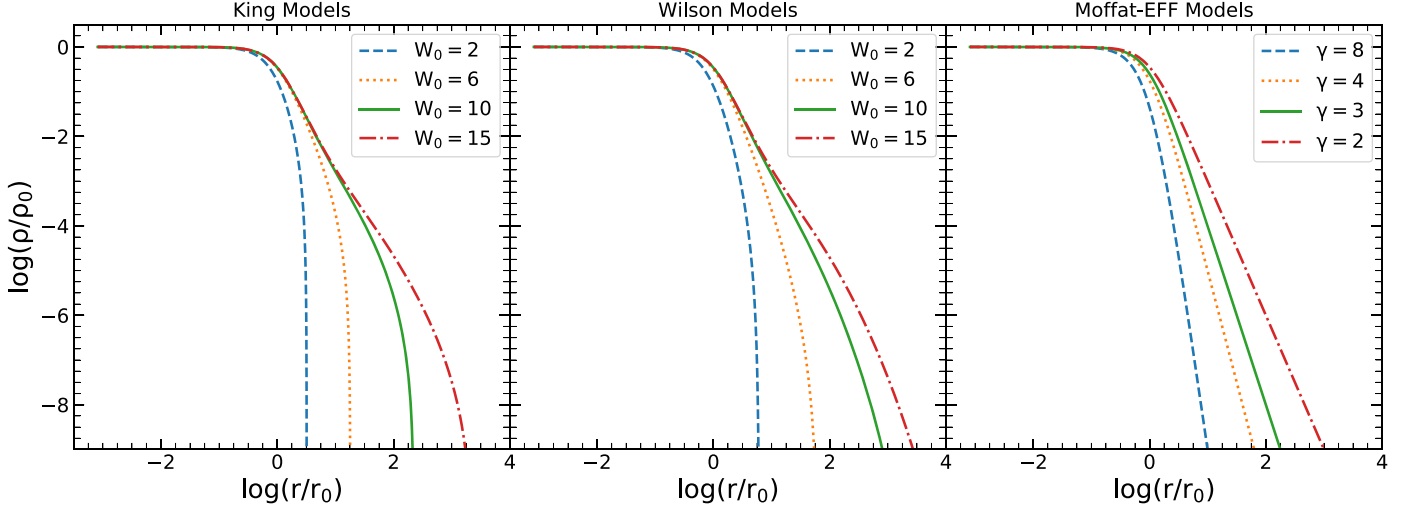 King Models
Wilson Models
Moffat-EFF Models
0
−2
−4
−6
−8
log(ρ/ρ₀)
W₀ = 2
W₀ = 6
W₀ = 10
W₀ = 15
W₀ = 2
W₀ = 6
W₀ = 10
W₀ = 15
γ = 8
γ = 4
γ = 3
γ = 2
−2 0 2 4
−2 0 2 4
−2 0 2 4
log(r/r₀)
log(r/r₀)
log(r/r₀)